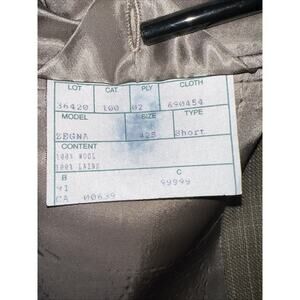 LOT CAT. PLY CLOTH
36420 100 02 690454
MODEL SIZE TYPE
ZEGNA 42S Short
CONTENT
100% WOOL
100% LAINE
B C
91 99999
CA 00639